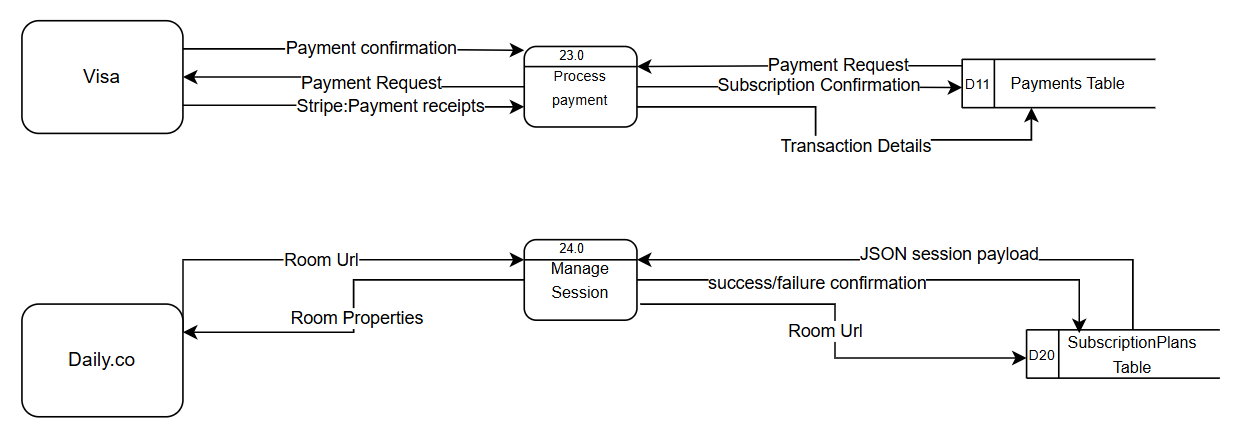 Visa
Payment confirmation
Payment Request
Stripe:Payment receipts
23.0
Process
payment
Payment Request
Subscription Confirmation
Transaction Details
D11
Payments Table
Daily.co
Room Url
Room Properties
24.0
Manage
Session
JSON session payload
success/failure confirmation
Room Url
D20
SubscriptionPlans
Table